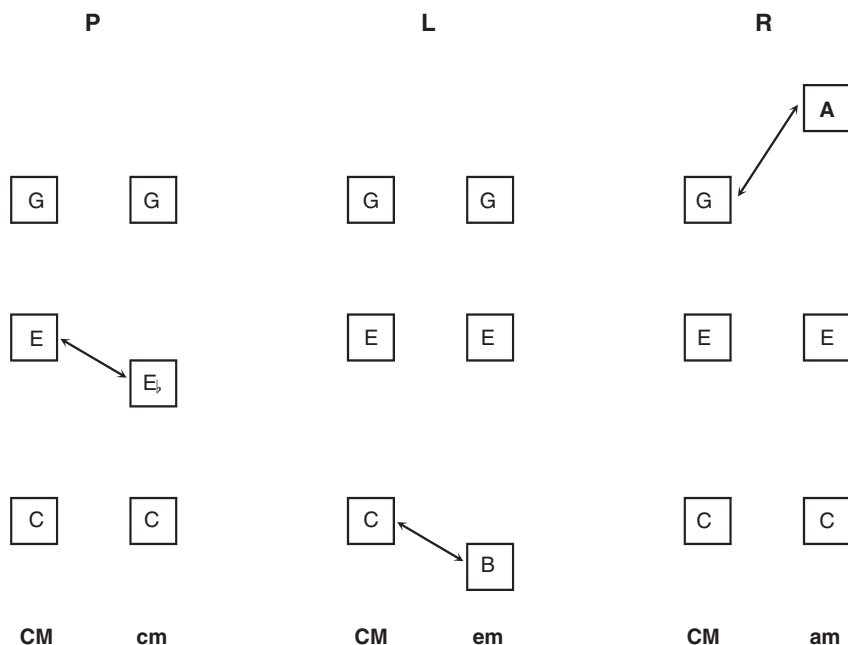 P L R
A
G G G G G
E E E E E
E♭
C C C C C
B
CM cm CM em CM am